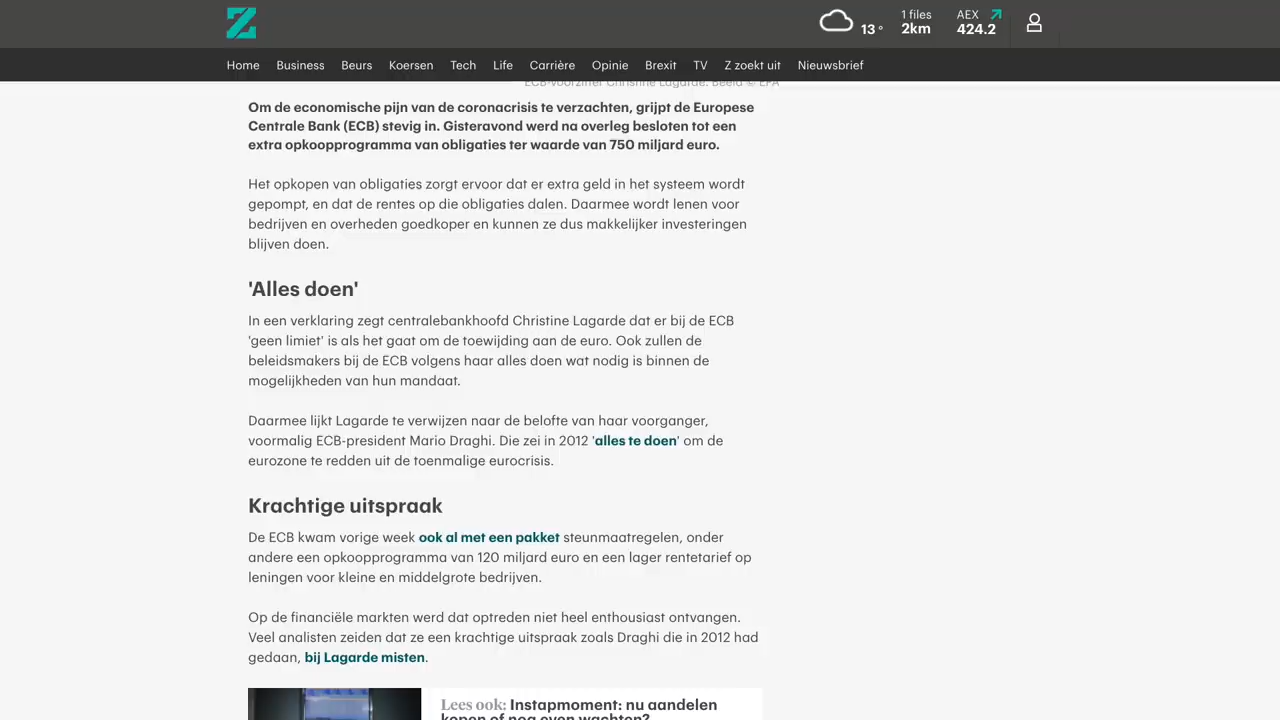 Z
13 °
1 files
2km
AEX
424.2
Home Business Beurs Koersen Tech Life Carrière Opinie Brexit TV Z zoekt uit Nieuwsbrief
ECB-voorzitter Christine Lagarde. Beeld © EPA
Om de economische pijn van de coronacrisis te verzachten, grijpt de Europese
Centrale Bank (ECB) stevig in. Gisteravond werd na overleg besloten tot een
extra opkoopprogramma van obligaties ter waarde van 750 miljard euro.
Het opkopen van obligaties zorgt ervoor dat er extra geld in het systeem wordt
gepompt, en dat de rentes op die obligaties dalen. Daarmee wordt lenen voor
bedrijven en overheden goedkoper en kunnen ze dus makkelijker investeringen
blijven doen.
'Alles doen'
In een verklaring zegt centralebankhoofd Christine Lagarde dat er bij de ECB
'geen limiet' is als het gaat om de toewijding aan de euro. Ook zullen de
beleidsmakers bij de ECB volgens haar alles doen wat nodig is binnen de
mogelijkheden van hun mandaat.
Daarmee lijkt Lagarde te verwijzen naar de belofte van haar voorganger,
voormalig ECB-president Mario Draghi. Die zei in 2012 'alles te doen' om de
eurozone te redden uit de toenmalige eurocrisis.
Krachtige uitspraak
De ECB kwam vorige week ook al met een pakket steunmaatregelen, onder
andere een opkoopprogramma van 120 miljard euro en een lager rentetarief op
leningen voor kleine en middelgrote bedrijven.
Op de financiële markten werd dat optreden niet heel enthousiast ontvangen.
Veel analisten zeiden dat ze een krachtige uitspraak zoals Draghi die in 2012 had
gedaan, bij Lagarde misten.
Lees ook: Instapmoment: nu aandelen
kopen of nog even wachten?